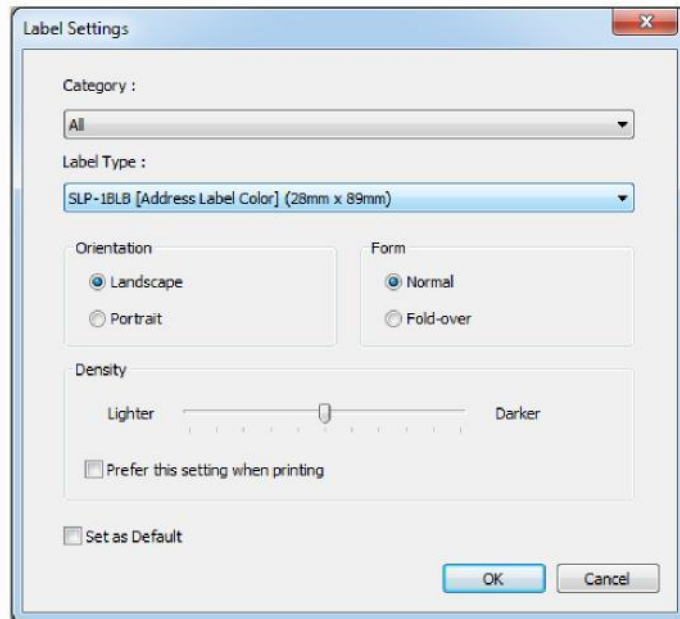 Label Settings
Category :
All
Label Type :
SLP-1BLB [Address Label Color] (28mm x 89mm)
Orientation
Form
Landscape
Normal
Portrait
Fold-over
Density
Lighter
Darker
Prefer this setting when printing
Set as Default
OK
Cancel